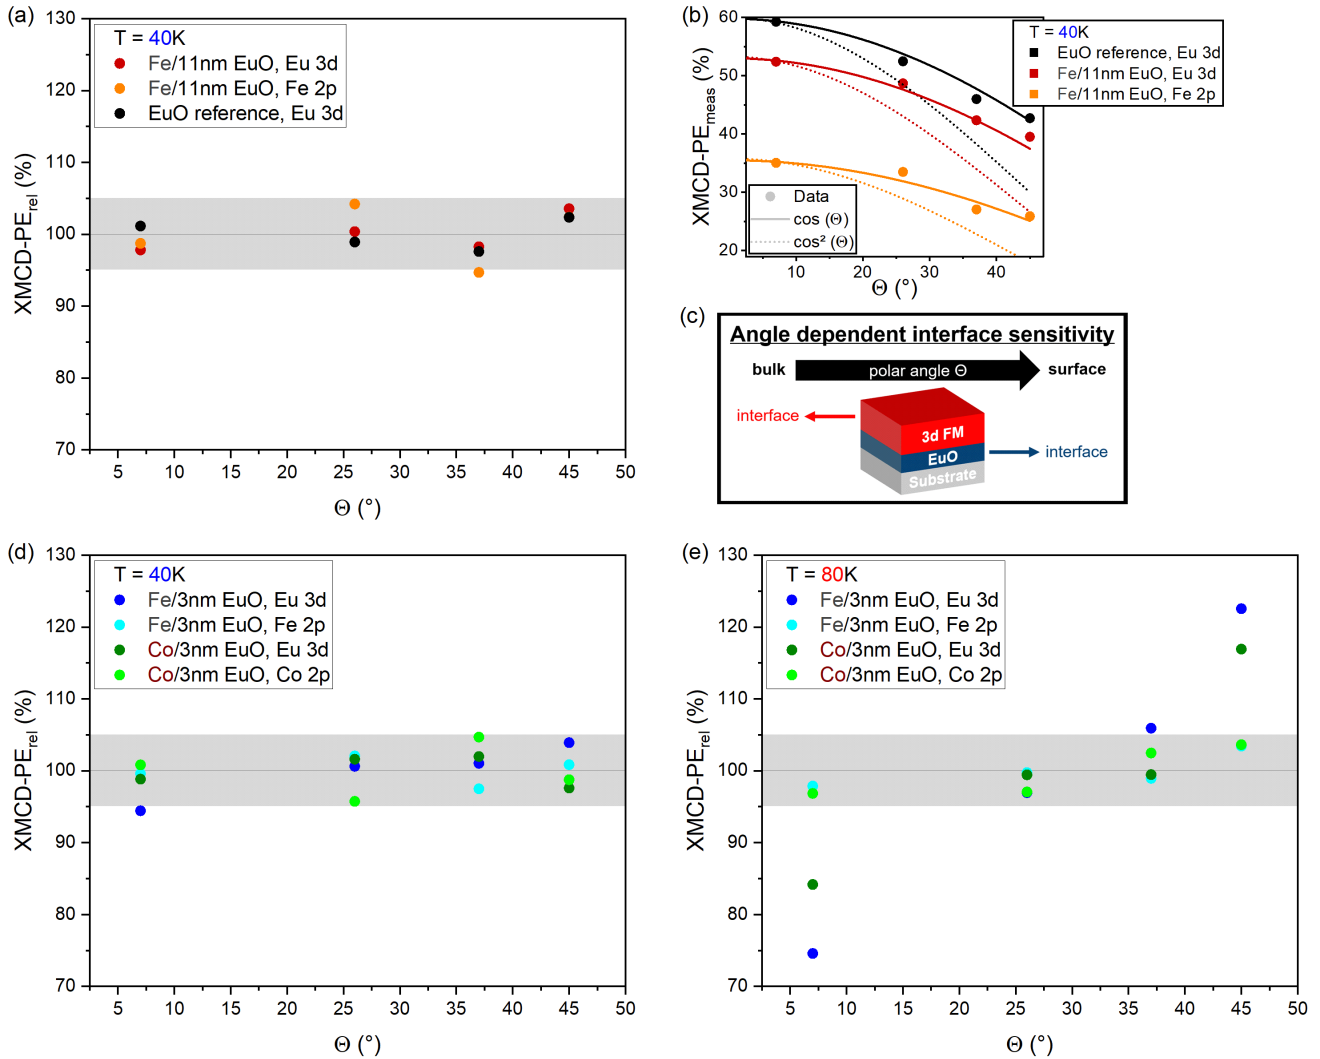 (a)
130
120
110
100
90
80
70
XMCD-PErel (%)
T = 40K
Fe/11nm EuO, Eu 3d
Fe/11nm EuO, Fe 2p
EuO reference, Eu 3d
5 10 15 20 25 30 35 40 45 50
Θ (°)
(b)
60
50
40
30
20
XMCD-PEmeas (%)
Data
cos (Θ)
cos² (Θ)
10 20 30 40
Θ (°)
T = 40K
EuO reference, Eu 3d
Fe/11nm EuO, Eu 3d
Fe/11nm EuO, Fe 2p
(c)
Angle dependent interface sensitivity
bulk polar angle Θ surface
interface
3d FM
EuO
interface
Substrate
(d)
130
120
110
100
90
80
70
XMCD-PErel (%)
T = 40K
Fe/3nm EuO, Eu 3d
Fe/3nm EuO, Fe 2p
Co/3nm EuO, Eu 3d
Co/3nm EuO, Co 2p
5 10 15 20 25 30 35 40 45 50
Θ (°)
(e)
130
120
110
100
90
80
70
XMCD-PErel (%)
T = 80K
Fe/3nm EuO, Eu 3d
Fe/3nm EuO, Fe 2p
Co/3nm EuO, Eu 3d
Co/3nm EuO, Co 2p
5 10 15 20 25 30 35 40 45 50
Θ (°)